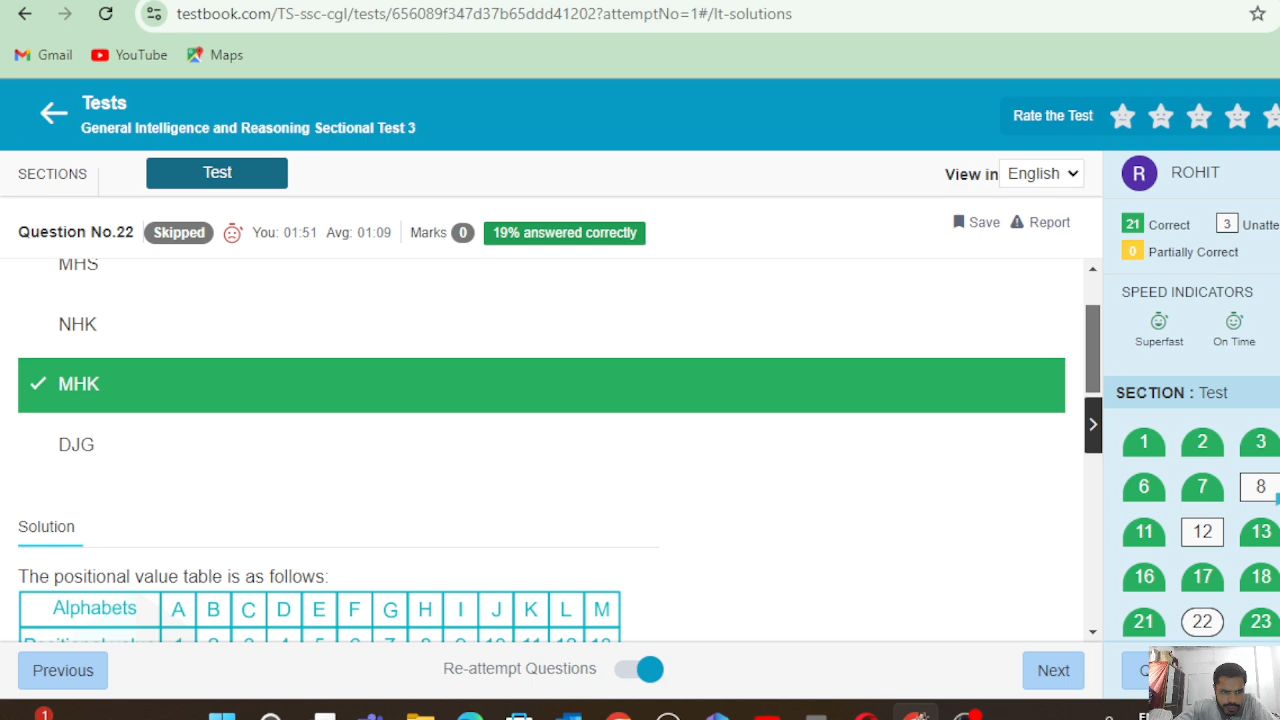 testbook.com/TS-ssc-cgl/tests/656089f347d37b65ddd41202?attemptNo=1#/lt-solutions
Gmail YouTube Maps
Tests
General Intelligence and Reasoning Sectional Test 3
Rate the Test
SECTIONS Test View in English
R ROHIT
Question No.22 Skipped You: 01:51 Avg: 01:09 Marks 0 19% answered correctly Save Report
21 Correct 3 Unatte
0 Partially Correct
MHS
NHK
MHK
DJG
SPEED INDICATORS
Superfast On Time
SECTION : Test
1 2 3
6 7 8
11 12 13
16 17 18
21 22 23
Solution
The positional value table is as follows:
Alphabets A B C D E F G H I J K L M
Previous Re-attempt Questions Next
1